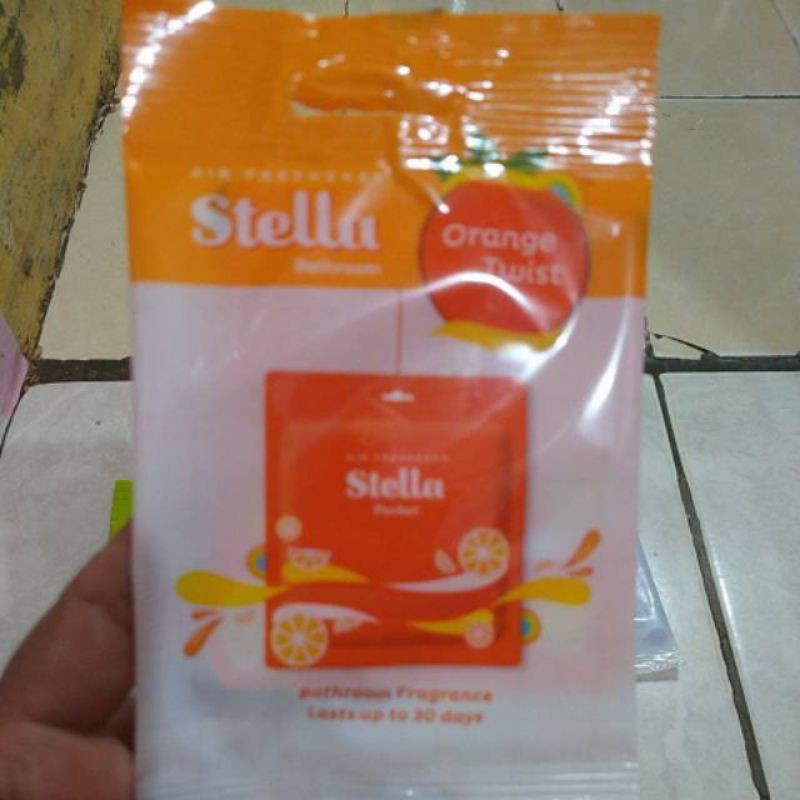 AIR FRESHENER
Stella
Bathroom
Orange
Twist
AIR FRESHENER
Stella
Pocket
Bathroom Fragrance
Lasts up to 30 days